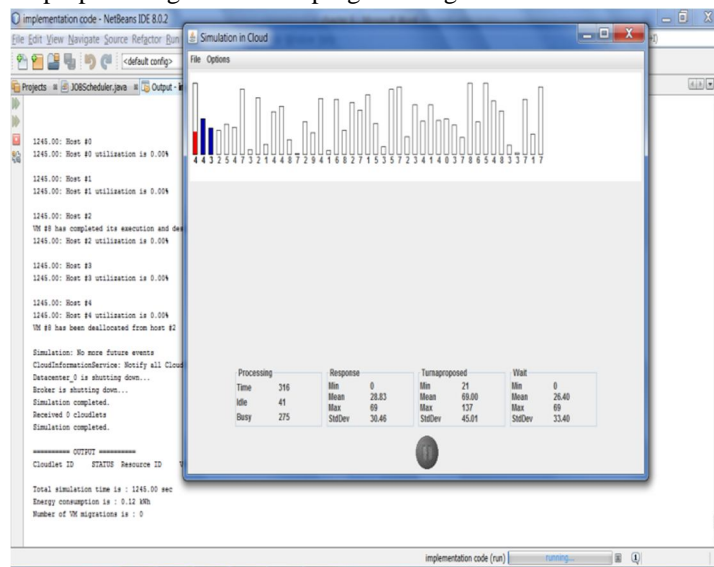 implementation code - NetBeans IDE 8.0.2
File Edit View Navigate Source Refactor Run
<default config>
Projects JOBScheduler.java Output -
1245.00: Host #0
1245.00: Host #0 utilization is 0.00%
1245.00: Host #1
1245.00: Host #1 utilization is 0.00%
1245.00: Host #2
VM #8 has completed its execution and
1245.00: Host #2 utilization is 0.00%
1245.00: Host #3
1245.00: Host #3 utilization is 0.00%
1245.00: Host #4
1245.00: Host #4 utilization is 0.00%
VM #8 has been deallocated from host #2
Simulation: No more future events
CloudInformationService: Notify all
Datacenter_0 is shutting down...
Broker is shutting down...
Simulation completed.
Received 0 cloudlets
Simulation completed.
========== OUTPUT ==========
Cloudlet ID STATUS Resource ID
Total simulation time is : 1245.00 sec
Energy consumption is : 0.12 kWh
Number of VM migrations is : 0
Simulation in Cloud
File Options
4 4 3 2 5 4 7 3 2 1 4 4 8 7 2 9 4 1 6 8 2 7 1 5 3 5 7 2 3 4 1 4 0 3 7 8 6 5 4 8 3 3 7 1 7
Processing Response Turnaproposed Wait
Time 316 Min 0 Min 21 Min 0
Idle 41 Mean 28.83 Mean 69.00 Mean 26.40
Busy 275 Max 69 Max 137 Max 69
StdDev 30.46 StdDev 45.01 StdDev 33.40
implementation code (run) running...